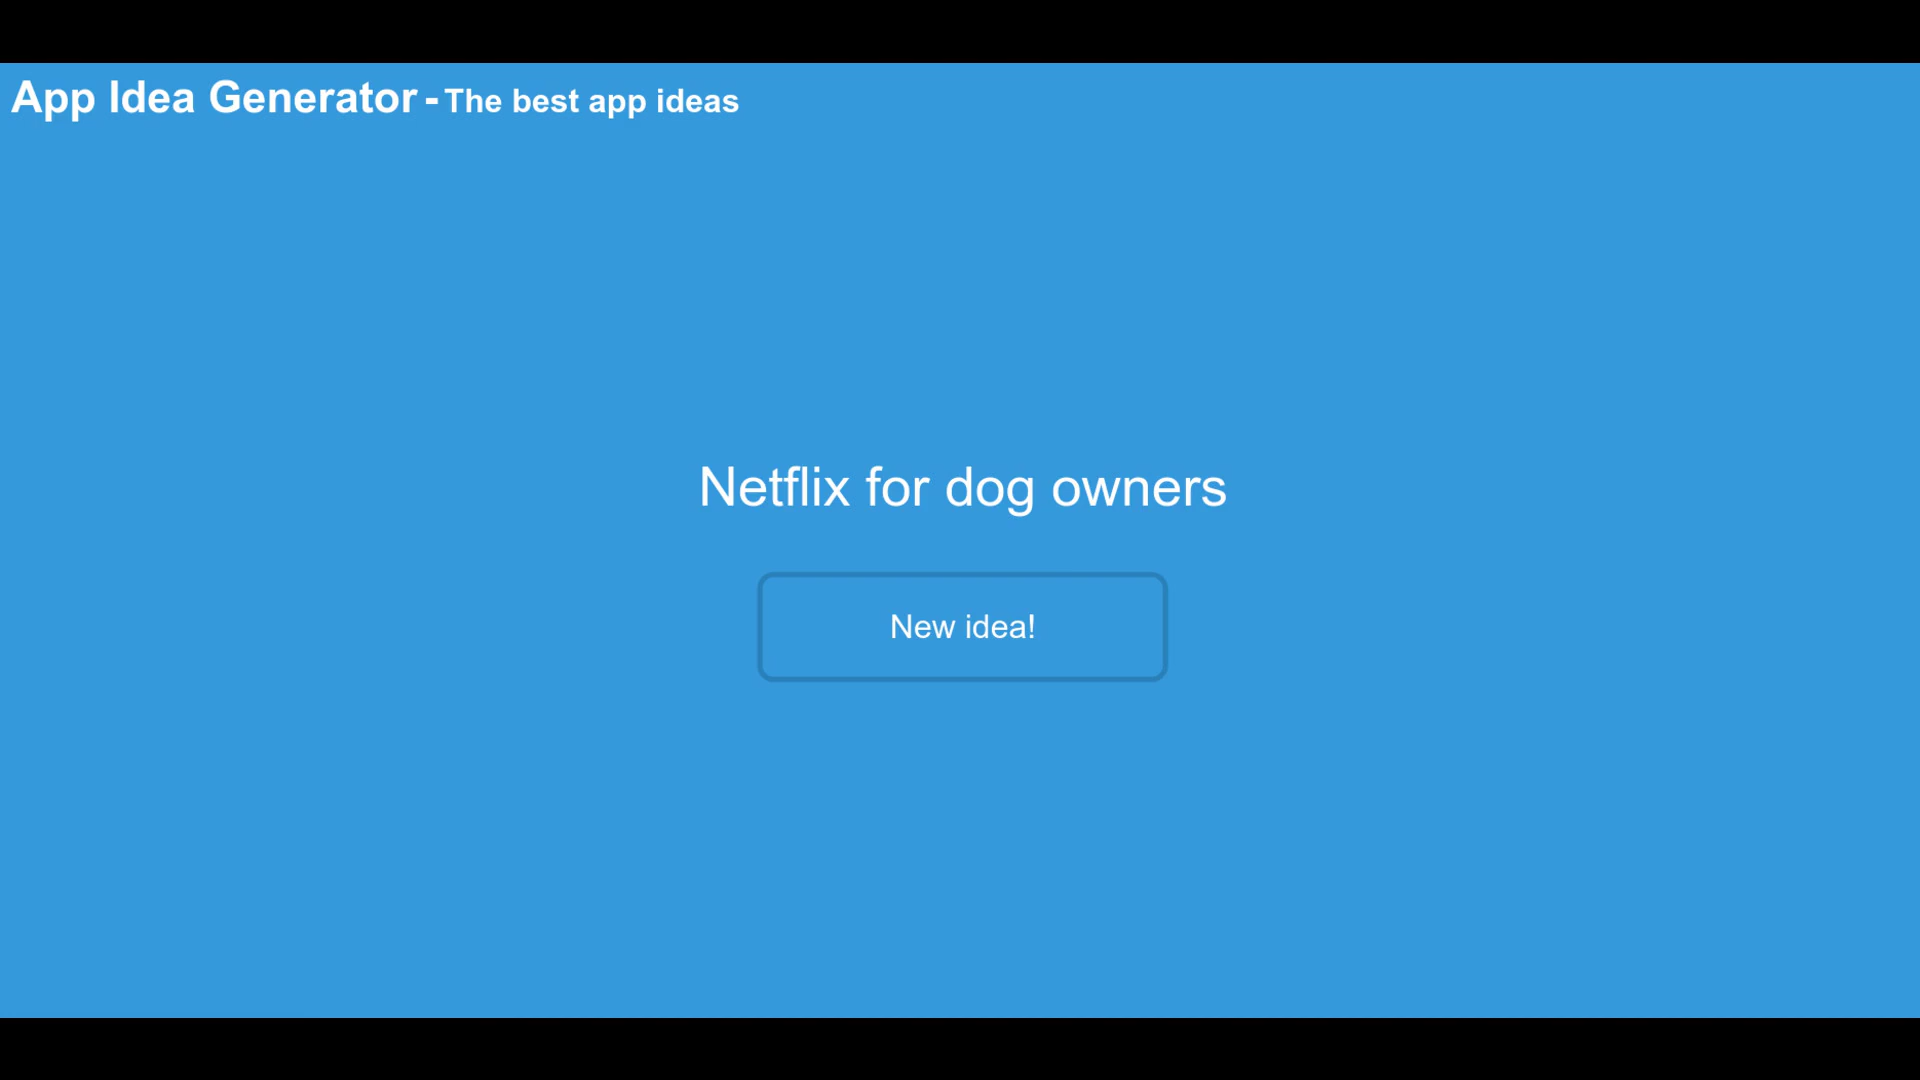 App Idea Generator - The best app ideas
Netflix for dog owners
New idea!